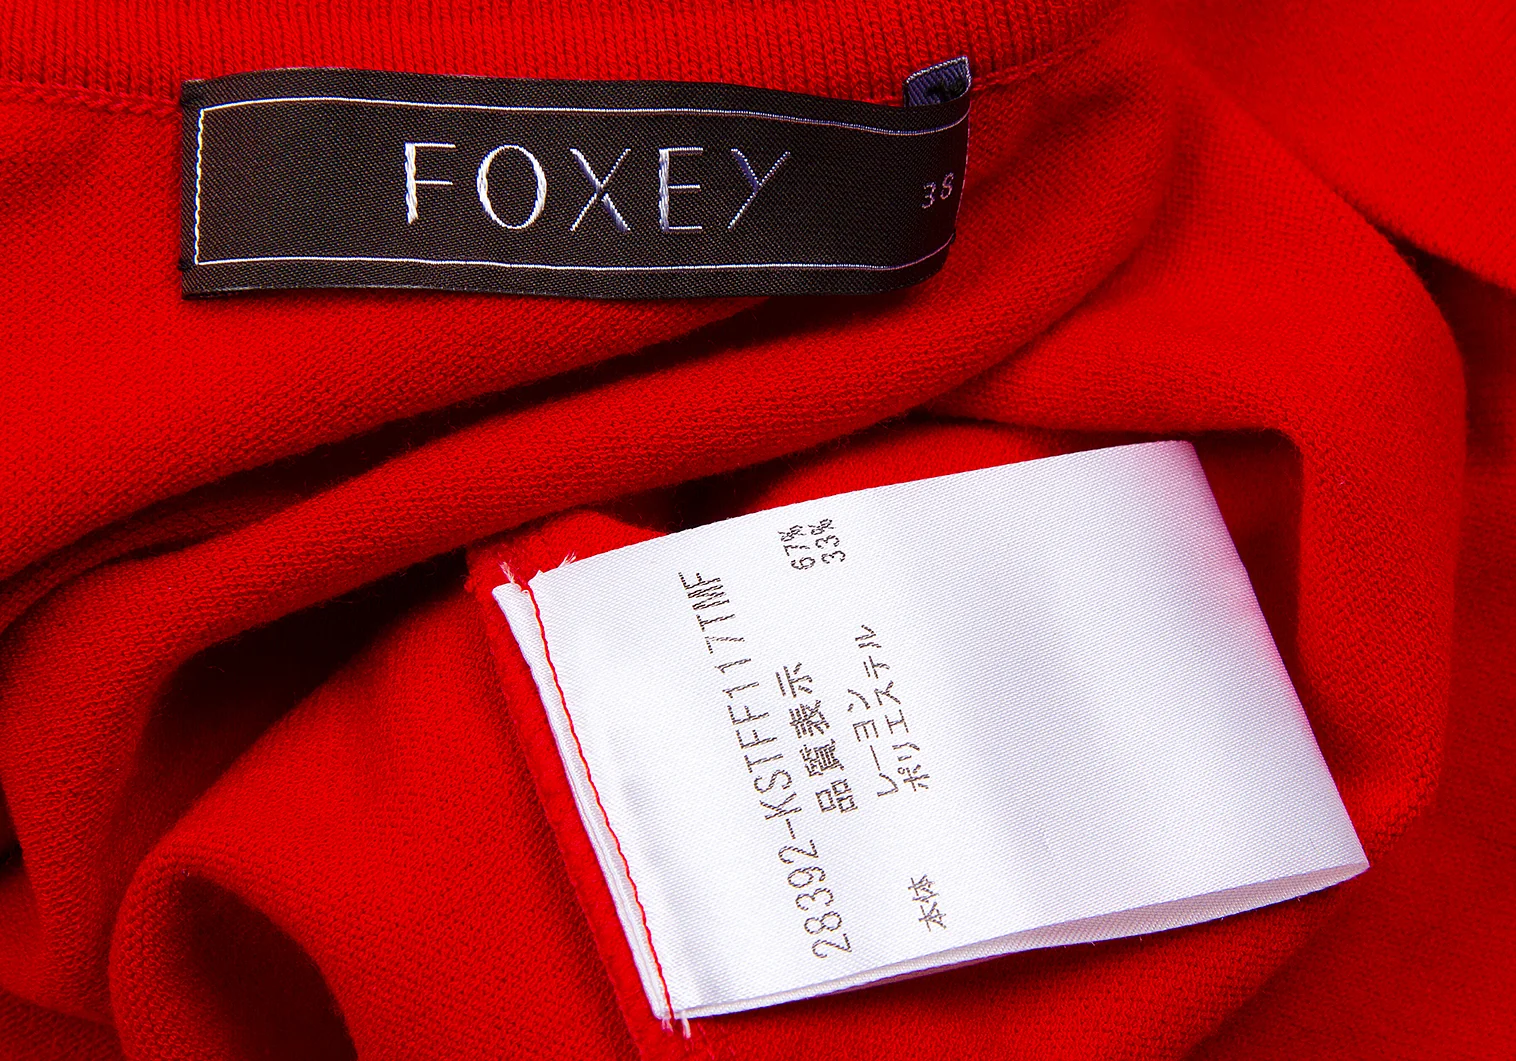 FOXEY
38
28392-KSTFF117TMF
品質表示
本体 レーヨン 67%
ポリエステル 33%